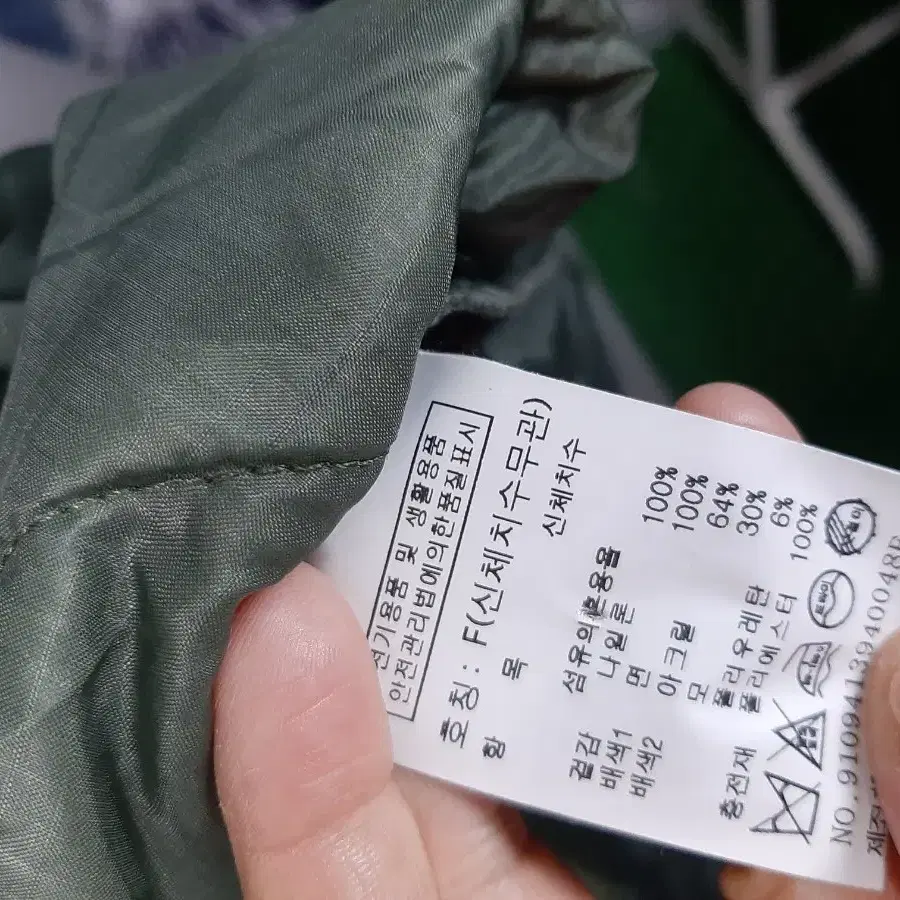 전기용품 및 생활용품
안전관리법에의한품질표시
호칭 : F(신체치수무관)
항 목 신체치수
섬유의혼용율
겉감 나일론 100%
배색1 면 100%
배색2 아크릴 64%
모 30%
폴리우레탄 6%
충전재 폴리에스터 100%
NO.9109413940048